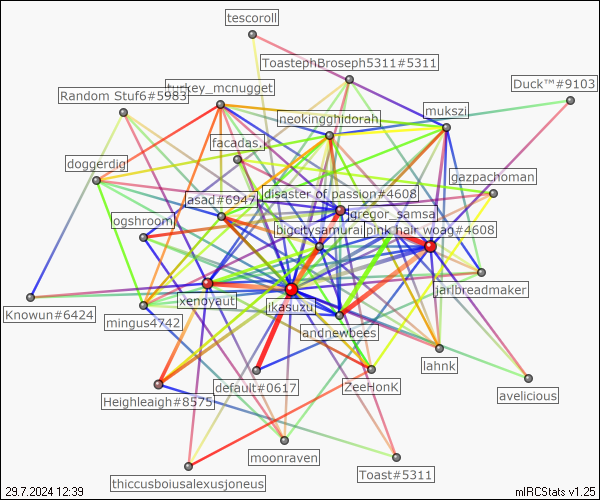 tescoroll
ToastephBroseph5311#5311
Duck™#9103
Random Stuf6#5983
turkey_mcnugget
neokingghidorah
mukszi
facadas.
doggerdig
gazpachoman
disaster of passion#4608
asad#6947
gregor_samsa
ogshroom
bigcitysamurai
pink hair woag#4608
jarlbreadmaker
xenoyaut
jkasuzu
Knowun#6424
mingus4742
andnewbees
lahnk
default#0617
ZeeHonK
avelicious
Heighleaigh#8575
moonraven
Toast#5311
thiccusboiusalexusjoneus
29.7.2024 12:39
mIRCStats v1.25